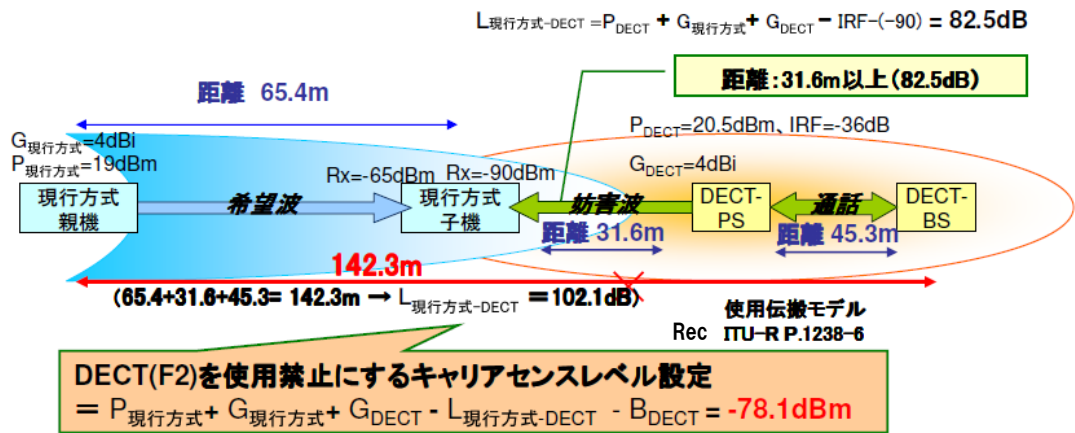 L現行方式-DECT =PDECT + G現行方式+ GDECT – IRF-(-90) = 82.5dB
距離:31.6m以上(82.5dB)
距離 65.4m
G現行方式=4dBi
P現行方式=19dBm
PDECT=20.5dBm、IRF=-36dB
GDECT=4dBi
Rx=-65dBm
Rx=-90dBm
現行方式
親機
希望波
現行方式
子機
妨害波
DECT-
PS
通話
DECT-
BS
距離 31.6m
距離 45.3m
142.3m
(65.4+31.6+45.3= 142.3m → L現行方式-DECT =102.1dB)
使用伝搬モデル
Rec ITU-R P.1238-6
DECT(F2)を使用禁止にするキャリアセンスレベル設定
= P現行方式+ G現行方式+ GDECT - L現行方式-DECT - BDECT = -78.1dBm